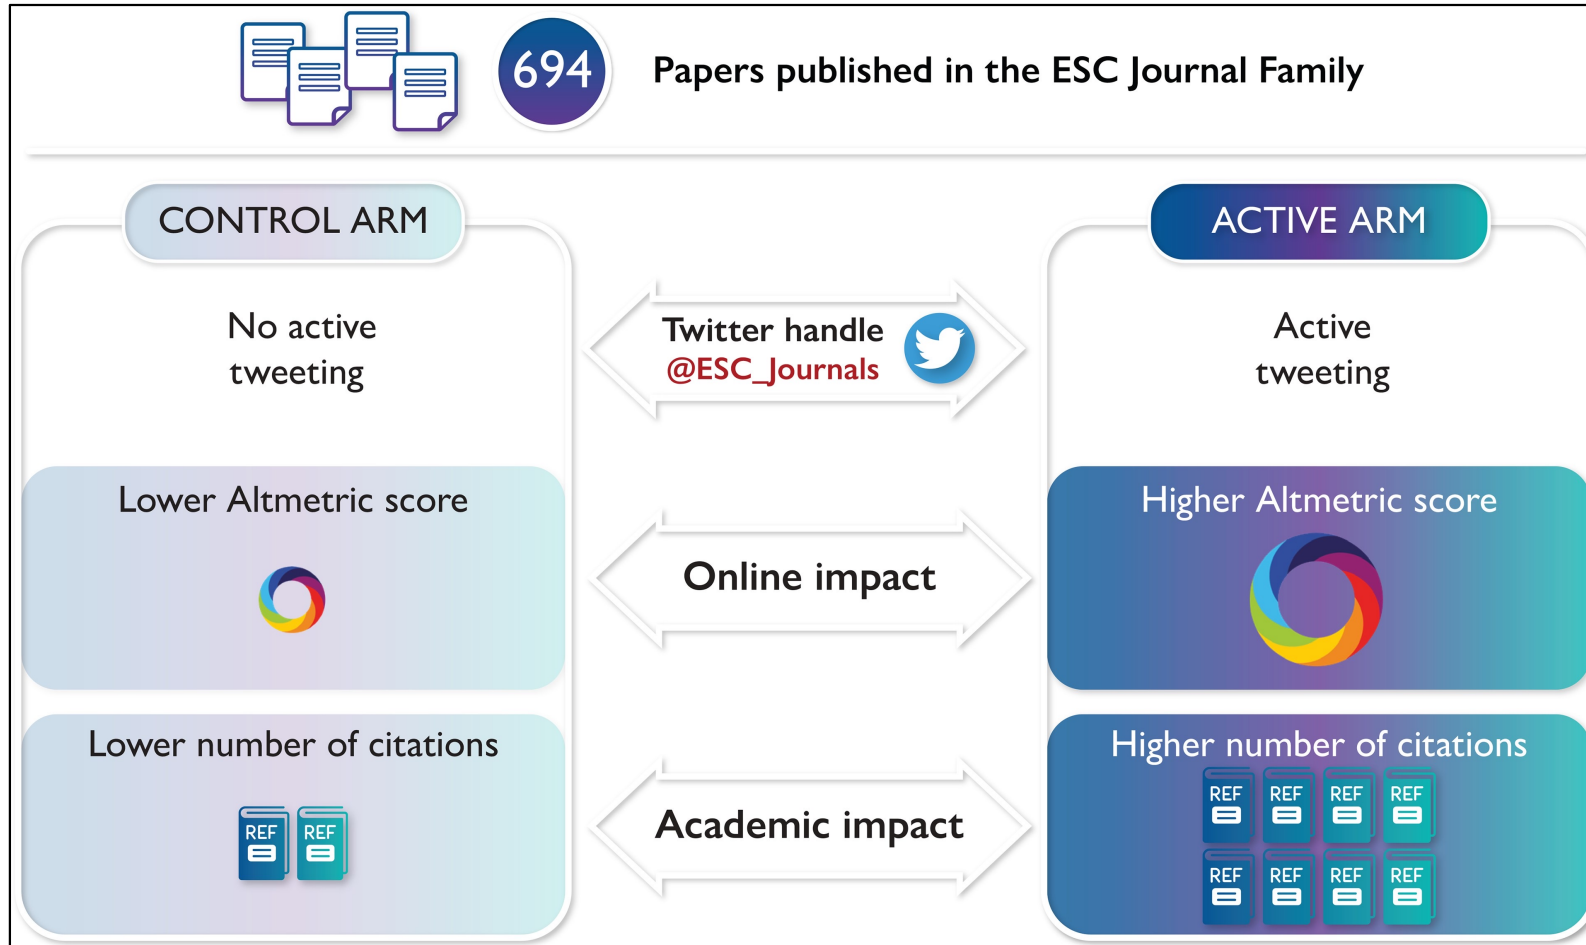 694
Papers published in the ESC Journal Family
CONTROL ARM
ACTIVE ARM
No active
tweeting
Twitter handle
@ESC_Journals
Active
tweeting
Lower Altmetric score
Online impact
Higher Altmetric score
Lower number of citations
REF REF
Academic impact
Higher number of citations
REF REF REF REF
REF REF REF REF